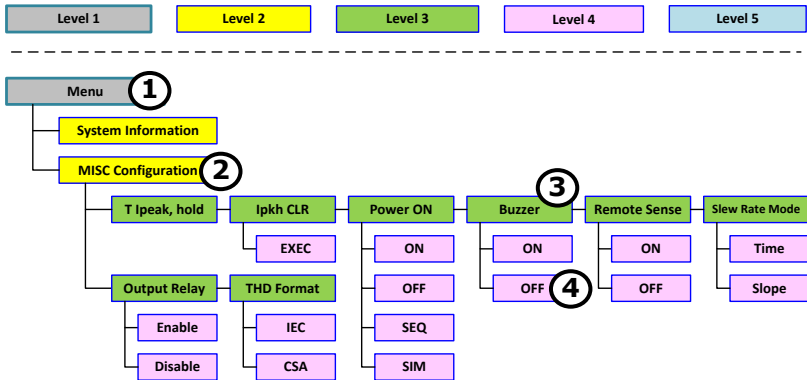 Level 1 Level 2 Level 3 Level 4 Level 5
Menu 1
System Information
MISC Configuration 2
3
T Ipeak, hold Ipkh CLR Power ON Buzzer Remote Sense Slew Rate Mode
EXEC ON ON ON Time
OFF OFF 4 OFF Slope
Output Relay THD Format
Enable IEC SEQ
Disable CSA SIM